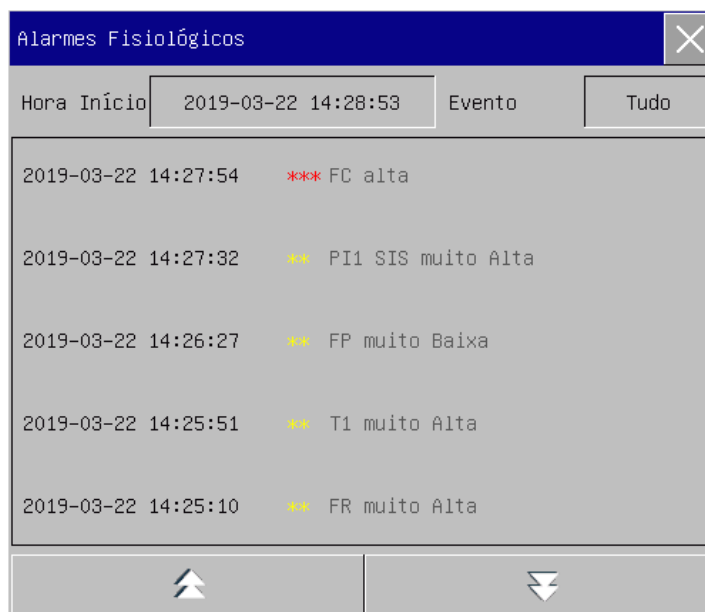 Alarmes Fisiológicos
Hora Início 2019-03-22 14:28:53 Evento Tudo
2019-03-22 14:27:54 *** FC alta
2019-03-22 14:27:32 ** PI1 SIS muito Alta
2019-03-22 14:26:27 ** FP muito Baixa
2019-03-22 14:25:51 ** T1 muito Alta
2019-03-22 14:25:10 ** FR muito Alta